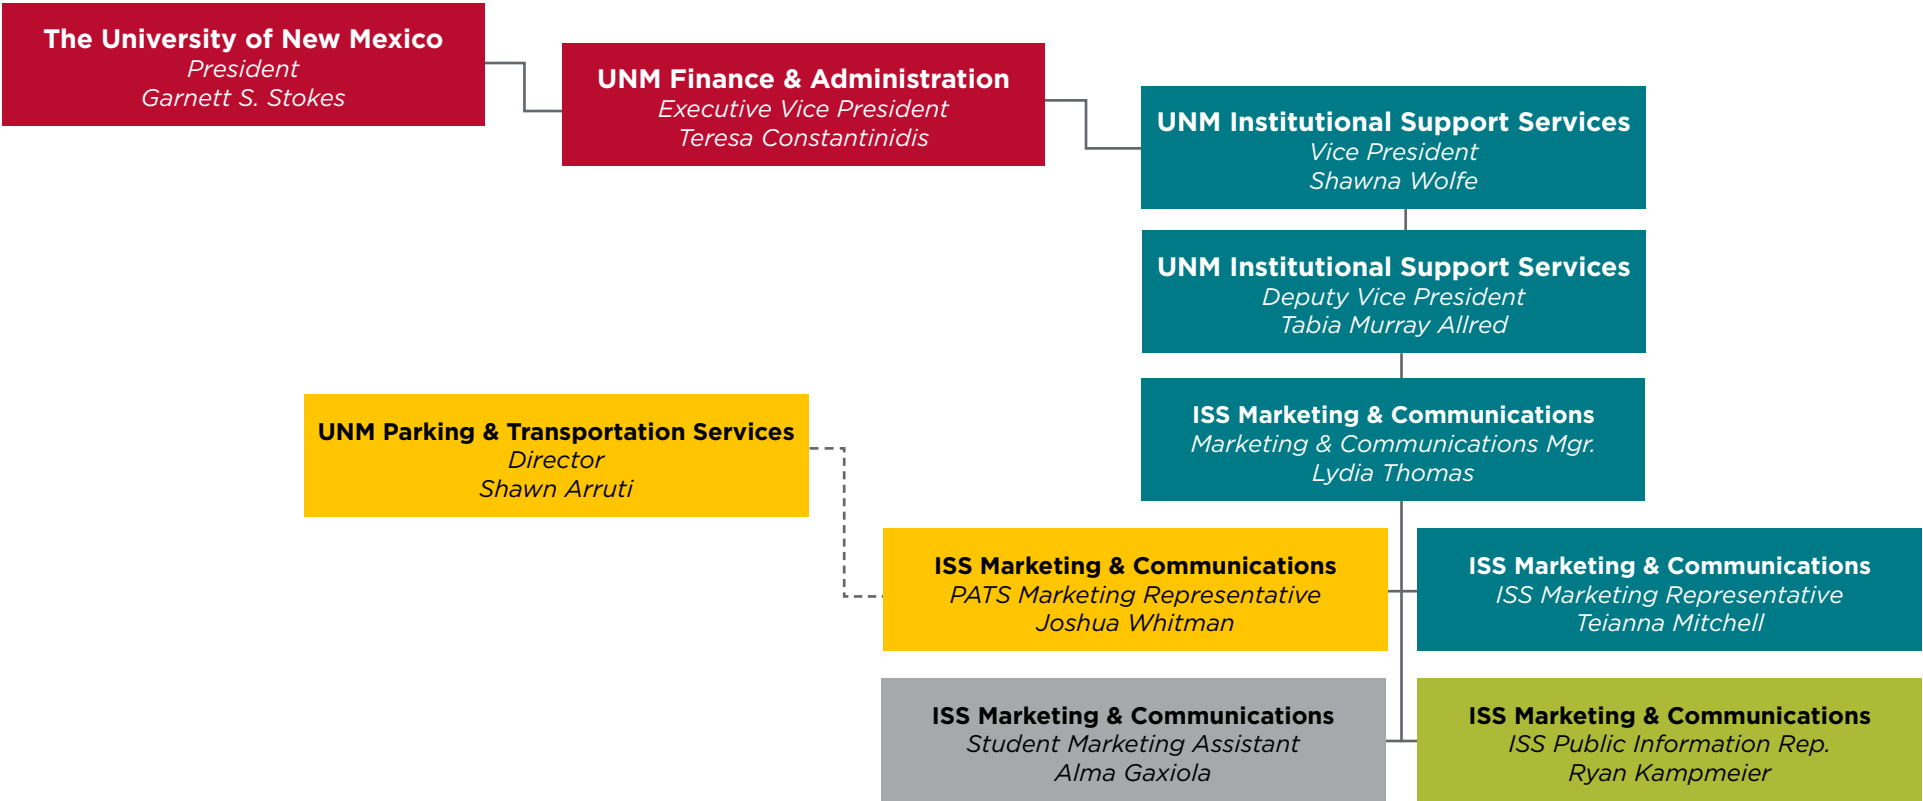 The University of New Mexico
President
Garnett S. Stokes
UNM Finance & Administration
Executive Vice President
Teresa Constantinidis
UNM Institutional Support Services
Vice President
Shawna Wolfe
UNM Institutional Support Services
Deputy Vice President
Tabia Murray Allred
ISS Marketing & Communications
Marketing & Communications Mgr.
Lydia Thomas
UNM Parking & Transportation Services
Director
Shawn Arruti
ISS Marketing & Communications
PATS Marketing Representative
Joshua Whitman
ISS Marketing & Communications
ISS Marketing Representative
Teianna Mitchell
ISS Marketing & Communications
Student Marketing Assistant
Alma Gaxiola
ISS Marketing & Communications
ISS Public Information Rep.
Ryan Kampmeier